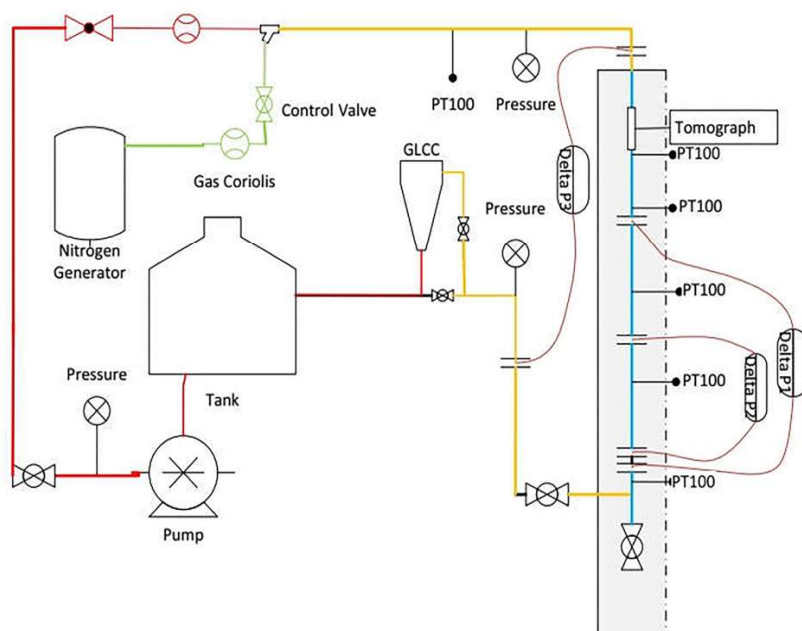 Control Valve
PT100
Pressure
Tomograph
GLCC
PT100
Gas Coriolis
Delta P3
Pressure
PT100
Nitrogen
Generator
PT100
Delta P1
Pressure
Delta P2
PT100
Tank
PT100
Pump